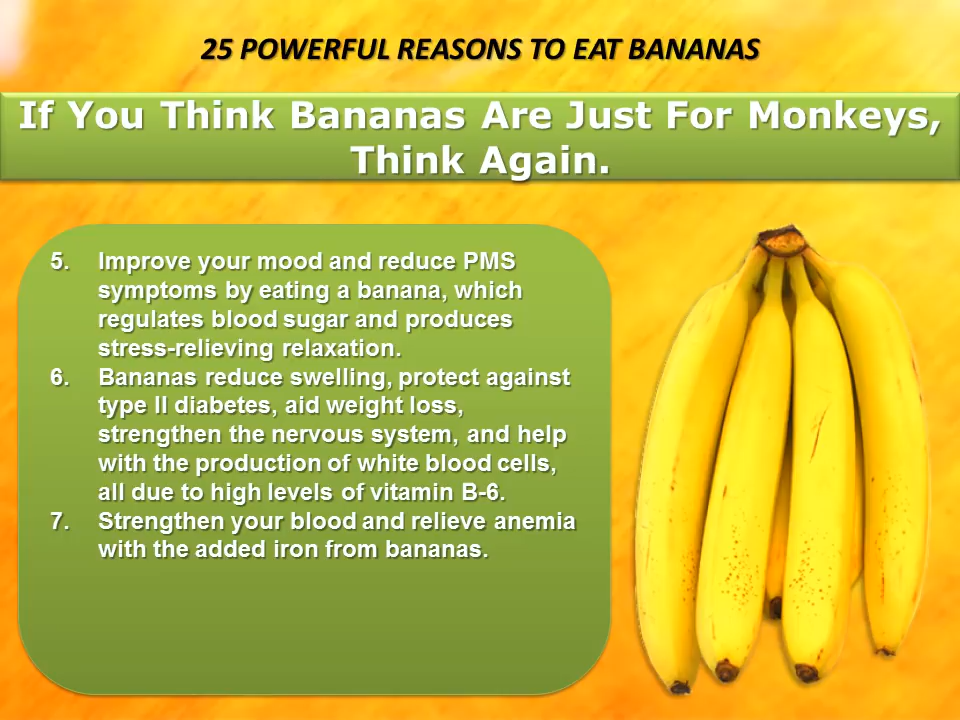 25 POWERFUL REASONS TO EAT BANANAS
If You Think Bananas Are Just For Monkeys,
Think Again.
5. Improve your mood and reduce PMS
symptoms by eating a banana, which
regulates blood sugar and produces
stress-relieving relaxation.
6. Bananas reduce swelling, protect against
type II diabetes, aid weight loss,
strengthen the nervous system, and help
with the production of white blood cells,
all due to high levels of vitamin B-6.
7. Strengthen your blood and relieve anemia
with the added iron from bananas.